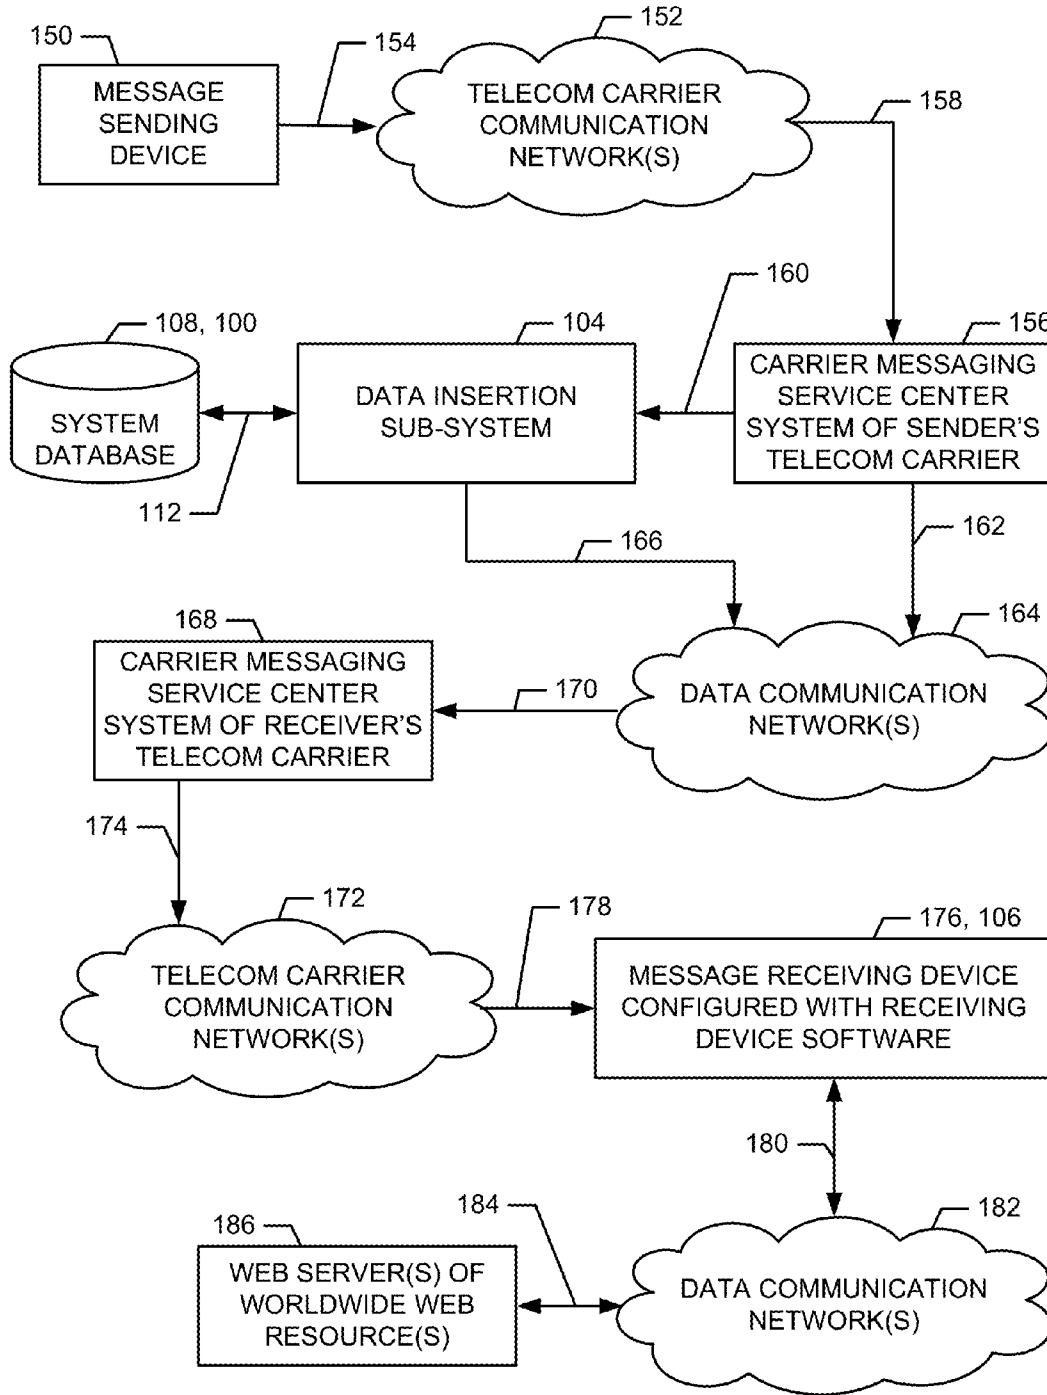 150
154
152
MESSAGE
SENDING
DEVICE
TELECOM CARRIER
COMMUNICATION
NETWORK(S)
158
160
108, 100
104
156
SYSTEM
DATABASE
DATA INSERTION
SUB-SYSTEM
CARRIER MESSAGING
SERVICE CENTER
SYSTEM OF SENDER'S
TELECOM CARRIER
112
166
162
168
164
CARRIER MESSAGING
SERVICE CENTER
SYSTEM OF RECEIVER'S
TELECOM CARRIER
170
DATA COMMUNICATION
NETWORK(S)
174
172
178
176, 106
TELECOM CARRIER
COMMUNICATION
NETWORK(S)
MESSAGE RECEIVING DEVICE
CONFIGURED WITH RECEIVING
DEVICE SOFTWARE
180
186
184
182
WEB SERVER(S) OF
WORLDWIDE WEB
RESOURCE(S)
DATA COMMUNICATION
NETWORK(S)